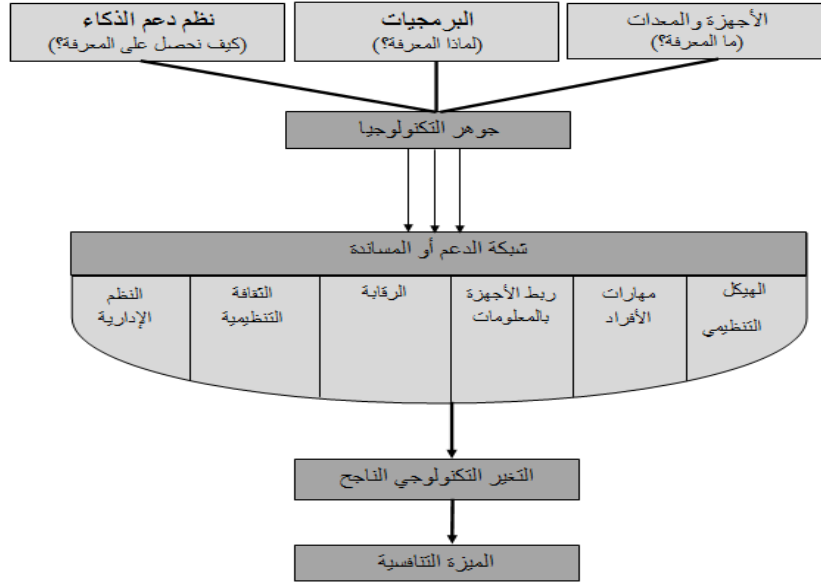 الأجهزة والمعدات
(ما المعرفة؟)
البرمجيات
(لماذا المعرفة؟)
نظم دعم الذكاء
(كيف نحصل على المعرفة؟)
جوهر التكنولوجيا
شبكة الدعم أو المساندة
الهيكل
التنظيمي
مهارات
الأفراد
ربط الأجهزة
بالمعلومات
الرقابة
الثقافة
التنظيمية
النظم
الإدارية
التغير التكنولوجي الناجح
الميزة التنافسية